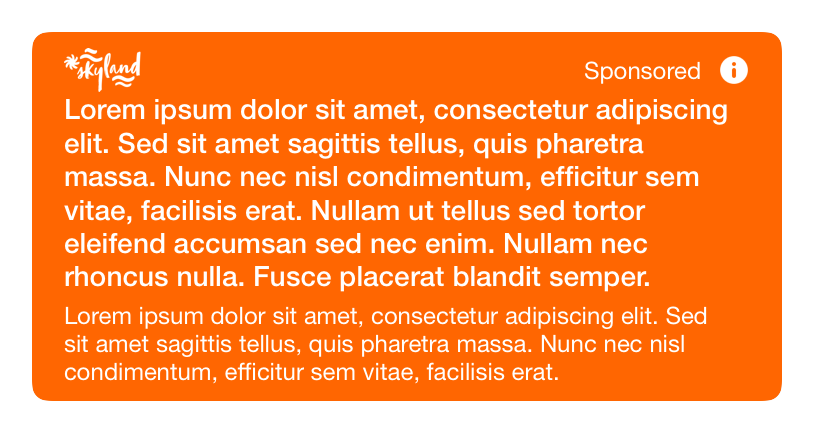 skyland
Sponsored
Lorem ipsum dolor sit amet, consectetur adipiscing
elit. Sed sit amet sagittis tellus, quis pharetra
massa. Nunc nec nisl condimentum, efficitur sem
vitae, facilisis erat. Nullam ut tellus sed tortor
eleifend accumsan sed nec enim. Nullam nec
rhoncus nulla. Fusce placerat blandit semper.
Lorem ipsum dolor sit amet, consectetur adipiscing elit. Sed
sit amet sagittis tellus, quis pharetra massa. Nunc nec nisl
condimentum, efficitur sem vitae, facilisis erat.